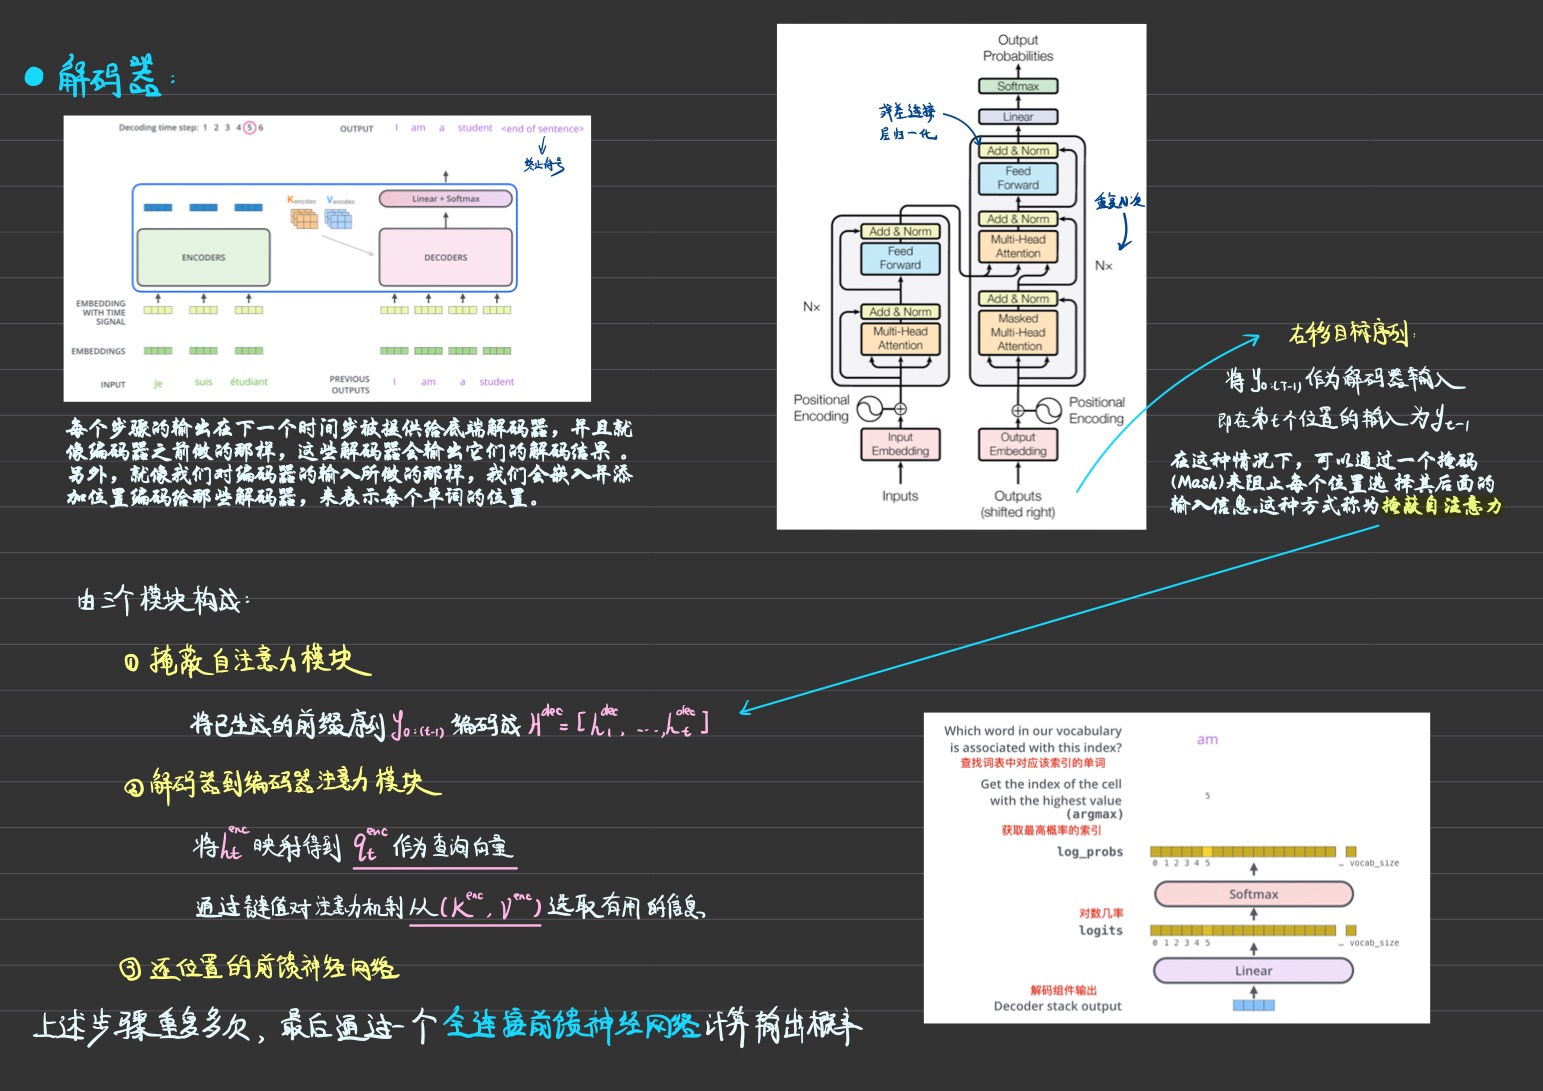 解码器:
Decoding time step: 1 2 3 4 5 6
OUTPUT I am a student <end of sentence>
终止符号
Kencdec Vencdec
Linear + Softmax
ENCODERS
DECODERS
EMBEDDING
WITH TIME
SIGNAL
EMBEDDINGS
INPUT Je suis étudiant
PREVIOUS
OUTPUTS
I am a student
每个步骤的输出在下一个时间步被提供给底端解码器，并且就
像编码器之前做的那样，这些解码器会输出它们的解码结果 。
另外，就像我们对编码器的输入所做的那样，我们会嵌入并添
加位置编码给那些解码器，来表示每个单词的位置。
Output
Probabilities
Softmax
Linear
残差连接
层归一化
Add & Norm
Feed
Forward
重复N次
Add & Norm
Multi-Head
Attention
Nx
Add & Norm
Masked
Multi-Head
Attention
Add & Norm
Feed
Forward
Nx
Add & Norm
Multi-Head
Attention
Positional
Encoding
Positional
Encoding
Input
Embedding
Output
Embedding
Inputs
Outputs
(shifted right)
右移目标序列:
将 y0:(T-1) 作为解码器输入
即在第t个位置的输入为 yt-1
在这种情况下，可以通过一个掩码
(Mask)来阻止每个位置选 择其后面的
输入信息.这种方式称为掩蔽自注意力
由三个模块构成:
① 掩蔽自注意力模块
将已生成的前缀序列 y0:(t-1) 编码成 H^dec = [h1^dec, ...,ht^dec]
② 解码器到编码器注意力模块
将ht^enc 映射得到 qt^enc 作为查询向量
通过键值对注意力机制从(K^enc, V^enc) 选取有用的信息
③ 逐位置的前馈神经网络
上述步骤重复多次, 最后通过一个全连接前馈神经网络计算输出概率
Which word in our vocabulary
is associated with this index?
查找词表中对应该索引的单词
am
Get the index of the cell
with the highest value
(argmax)
5
获取最高概率的索引
log_probs
0 1 2 3 4 5 … vocab_size
Softmax
对数几率
logits
0 1 2 3 4 5 … vocab_size
Linear
解码组件输出
Decoder stack output